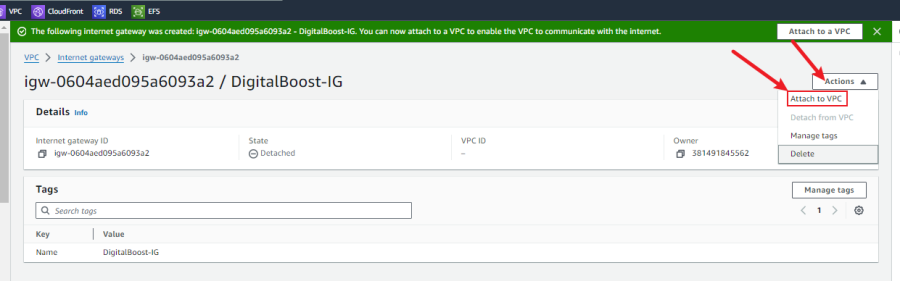 VPC CloudFront RDS EFS
The following internet gateway was created: igw-0604aed095a6093a2 - DigitalBoost-IG. You can now attach to a VPC to enable the VPC to communicate with the internet. Attach to a VPC
VPC Internet gateways igw-0604aed095a6093a2
igw-0604aed095a6093a2 / DigitalBoost-IG
Actions
Attach to VPC
Detach from VPC
Manage tags
Delete
Details Info
Internet gateway ID State VPC ID Owner
igw-0604aed095a6093a2 Detached – 381491845562
Tags Manage tags
Search tags 1
Key Value
Name DigitalBoost-IG